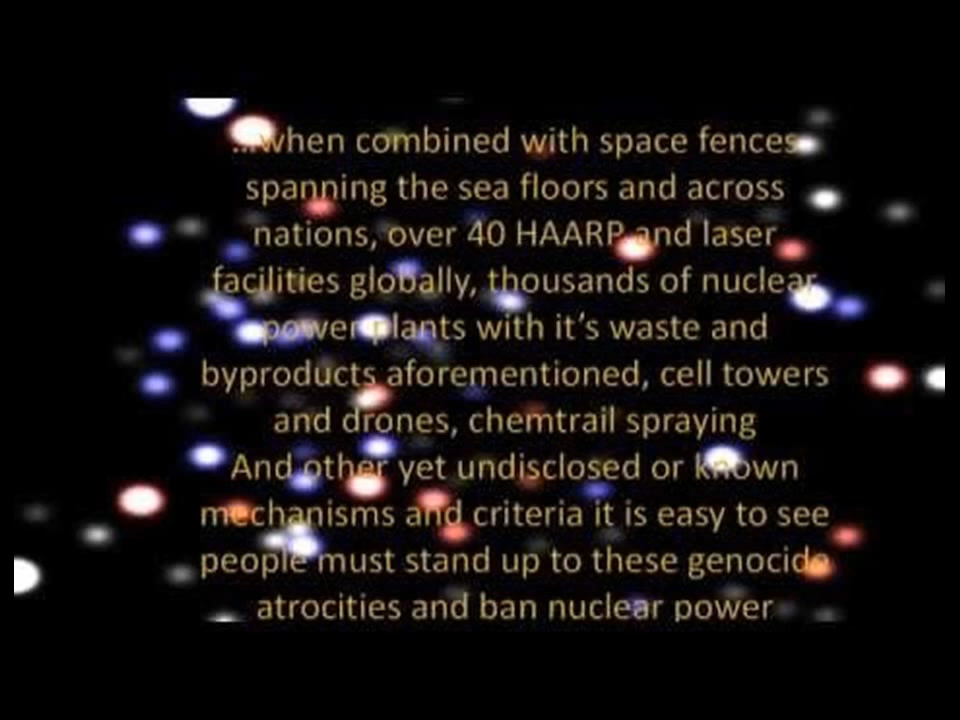 ...when combined with space fences
spanning the sea floors and across
nations, over 40 HAARP and laser
facilities globally, thousands of nuclear
power plants with it’s waste and
byproducts aforementioned, cell towers
and drones, chemtrail spraying
And other yet undisclosed or known
mechanisms and criteria it is easy to see
people must stand up to these genocide
atrocities and ban nuclear power